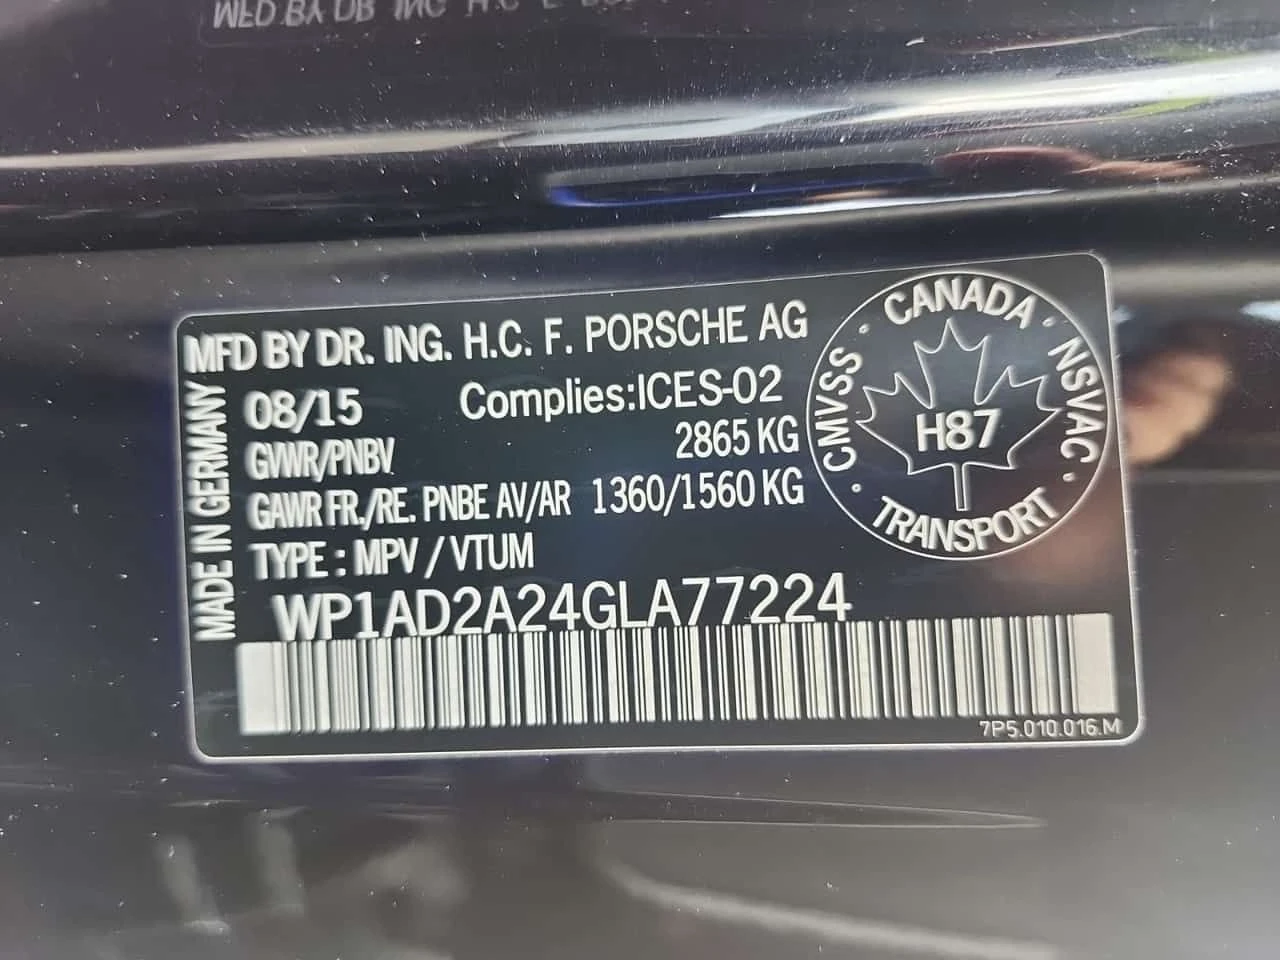 MFD BY DR. ING. H.C. F. PORSCHE AG
08/15 Complies:ICES-02
GVWR/PNBV 2865 KG
GAWR FR./RE. PNBE AV/AR 1360/1560 KG
TYPE : MPV / VTUM
WP1AD2A24GLA77224
7P5.010.016.M
MADE IN GERMANY
CANADA · NSVAC · TRANSPORT · CMVSS ·
H87